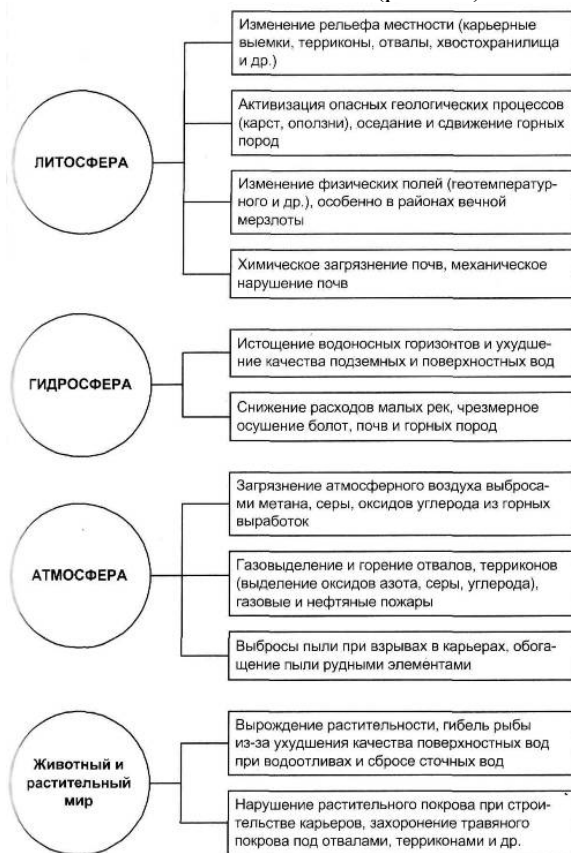 Изменение рельефа местности (карьерные
выемки, терриконы, отвалы, хвостохранилища
и др.)
ЛИТОСФЕРА
Активизация опасных геологических процессов
(карст, оползни), оседание и сдвижение горных
пород
Изменение физических полей (геотемператур-
ного и др.), особенно в районах вечной
мерзлоты
Химическое загрязнение почв, механическое
нарушение почв
ГИДРОСФЕРА
Истощение водоносных горизонтов и ухудше-
ние качества подземных и поверхностных вод
Снижение расходов малых рек, чрезмерное
осушение болот, почв и горных пород
АТМОСФЕРА
Загрязнение атмосферного воздуха выброса-
ми метана, серы, оксидов углерода из горных
выработок
Газовыделение и горение отвалов, терриконов
(выделение оксидов азота, серы, углерода),
газовые и нефтяные пожары
Выбросы пыли при взрывах в карьерах, обога-
щение пыли рудными элементами
Животный и
растительный
мир
Вырождение растительности, гибель рыбы
из-за ухудшения качества поверхностных вод
при водоотливах и сбросе сточных вод
Нарушение растительного покрова при строи-
тельстве карьеров, захоронение травяного
покрова под отвалами, терриконами и др.